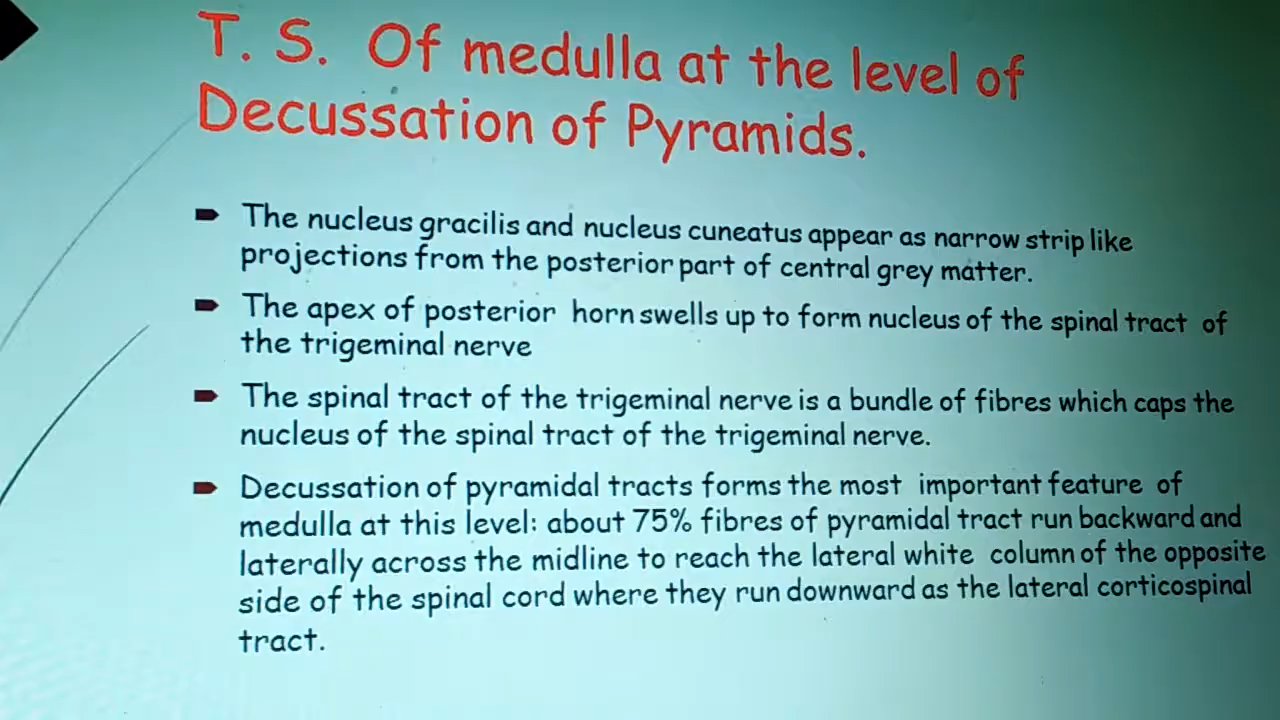 T. S. Of medulla at the level of
Decussation of Pyramids.
The nucleus gracilis and nucleus cuneatus appear as narrow strip like
projections from the posterior part of central grey matter.
The apex of posterior horn swells up to form nucleus of the spinal tract of
the trigeminal nerve
The spinal tract of the trigeminal nerve is a bundle of fibres which caps the
nucleus of the spinal tract of the trigeminal nerve.
Decussation of pyramidal tracts forms the most important feature of
medulla at this level: about 75% fibres of pyramidal tract run backward and
laterally across the midline to reach the lateral white column of the opposite
side of the spinal cord where they run downward as the lateral corticospinal
tract.